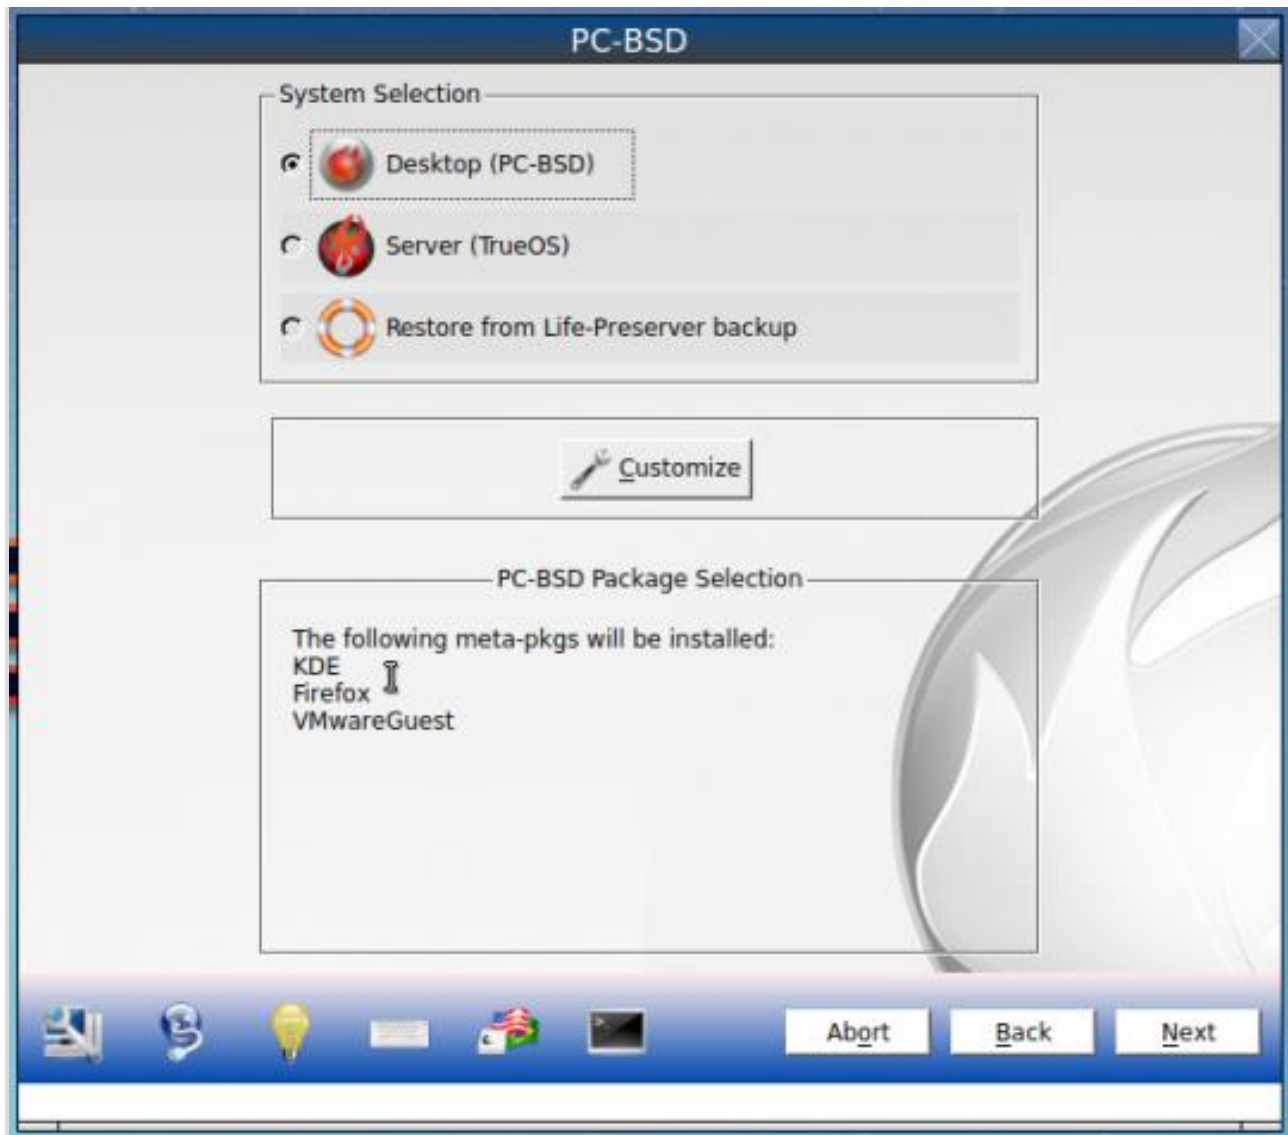 PC-BSD
System Selection
Desktop (PC-BSD)
Server (TrueOS)
Restore from Life-Preserver backup
Customize
PC-BSD Package Selection
The following meta-pkgs will be installed:
KDE
Firefox
VMwareGuest
Abort
Back
Next